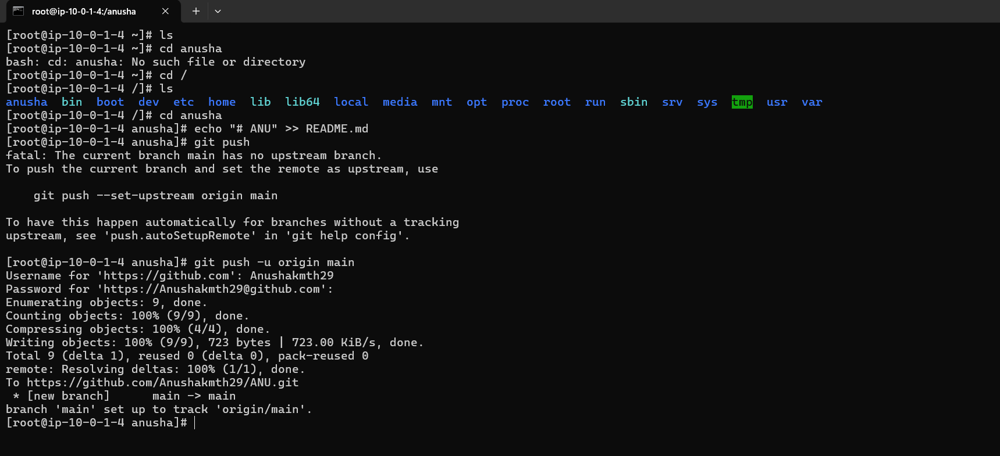 root@ip-10-0-1-4:/anusha
[root@ip-10-0-1-4 ~]# ls
[root@ip-10-0-1-4 ~]# cd anusha
bash: cd: anusha: No such file or directory
[root@ip-10-0-1-4 ~]# cd /
[root@ip-10-0-1-4 /]# ls
anusha  bin  boot  dev  etc  home  lib  lib64  local  media  mnt  opt  proc  root  run  sbin  srv  sys  tmp  usr  var
[root@ip-10-0-1-4 /]# cd anusha
[root@ip-10-0-1-4 anusha]# echo "# ANU" >> README.md
[root@ip-10-0-1-4 anusha]# git push
fatal: The current branch main has no upstream branch.
To push the current branch and set the remote as upstream, use
    git push --set-upstream origin main
To have this happen automatically for branches without a tracking
upstream, see 'push.autoSetupRemote' in 'git help config'.
[root@ip-10-0-1-4 anusha]# git push -u origin main
Username for 'https://github.com': Anushakmth29
Password for 'https://Anushakmth29@github.com':
Enumerating objects: 9, done.
Counting objects: 100% (9/9), done.
Compressing objects: 100% (4/4), done.
Writing objects: 100% (9/9), 723 bytes | 723.00 KiB/s, done.
Total 9 (delta 1), reused 0 (delta 0), pack-reused 0
remote: Resolving deltas: 100% (1/1), done.
To https://github.com/Anushakmth29/ANU.git
 * [new branch]      main -> main
branch 'main' set up to track 'origin/main'.
[root@ip-10-0-1-4 anusha]#